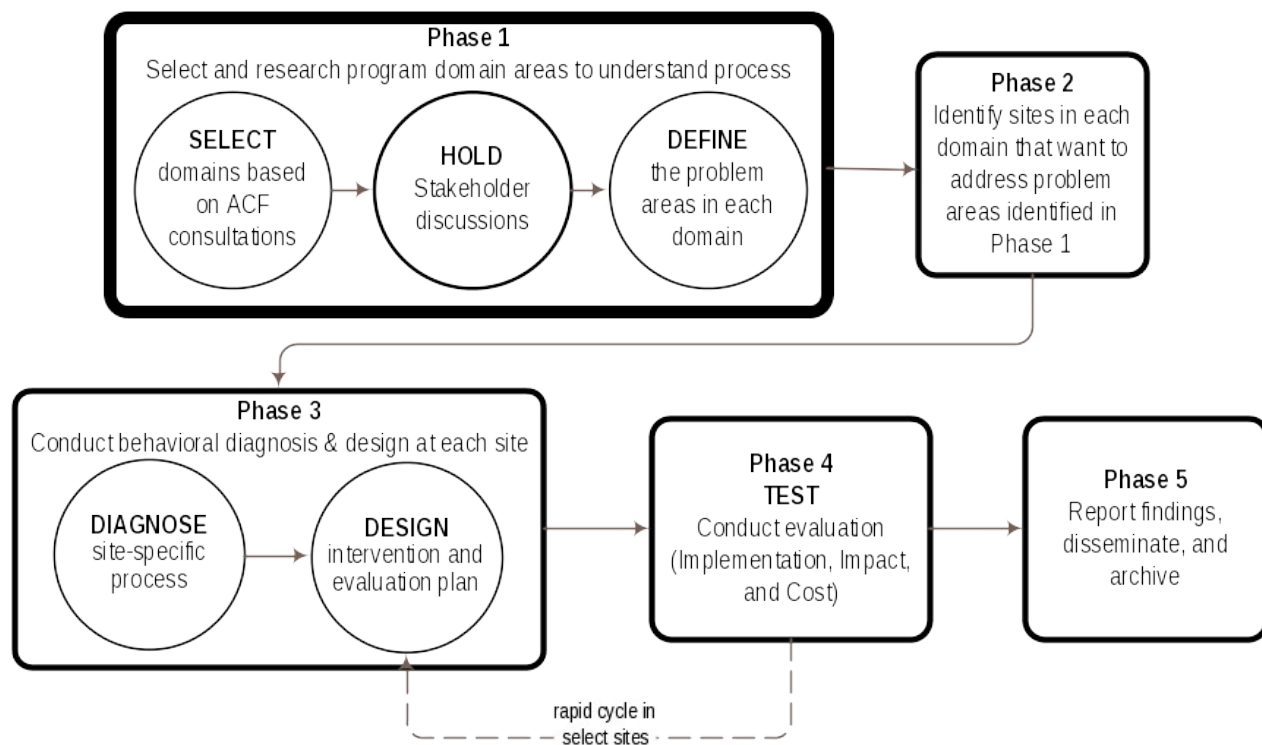 Phase 1
Select and research program domain areas to understand process
SELECT
domains based
on ACF
consultations
HOLD
Stakeholder
discussions
DEFINE
the problem
areas in each
domain
Phase 2
Identify sites in each
domain that want to
address problem
areas identified in
Phase 1
Phase 3
Conduct behavioral diagnosis & design at each site
DIAGNOSE
site-specific
process
DESIGN
intervention and
evaluation plan
Phase 4
TEST
Conduct evaluation
(Implementation, Impact,
and Cost)
Phase 5
Report findings,
disseminate, and
archive
rapid cycle in
select sites